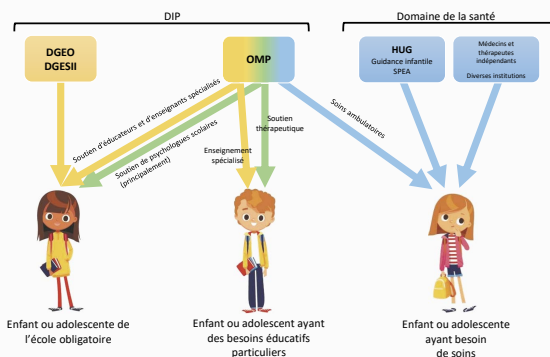 DIP
Domaine de la santé
DGEO
DGESII
OMP
HUG
Guidance infantile
SPEA
Médecins et
thérapeutes
indépendants
Diverses institutions
Soutien d'éducateurs et d'enseignants spécialisés
Soutien de psychologues scolaires
(principalement)
Enseignement
spécialisé
Soutien
thérapeutique
Soins ambulatoires
Enfant ou adolescente de
l'école obligatoire
Enfant ou adolescent ayant
des besoins éducatifs
particuliers
Enfant ou adolescente
ayant besoin
de soins